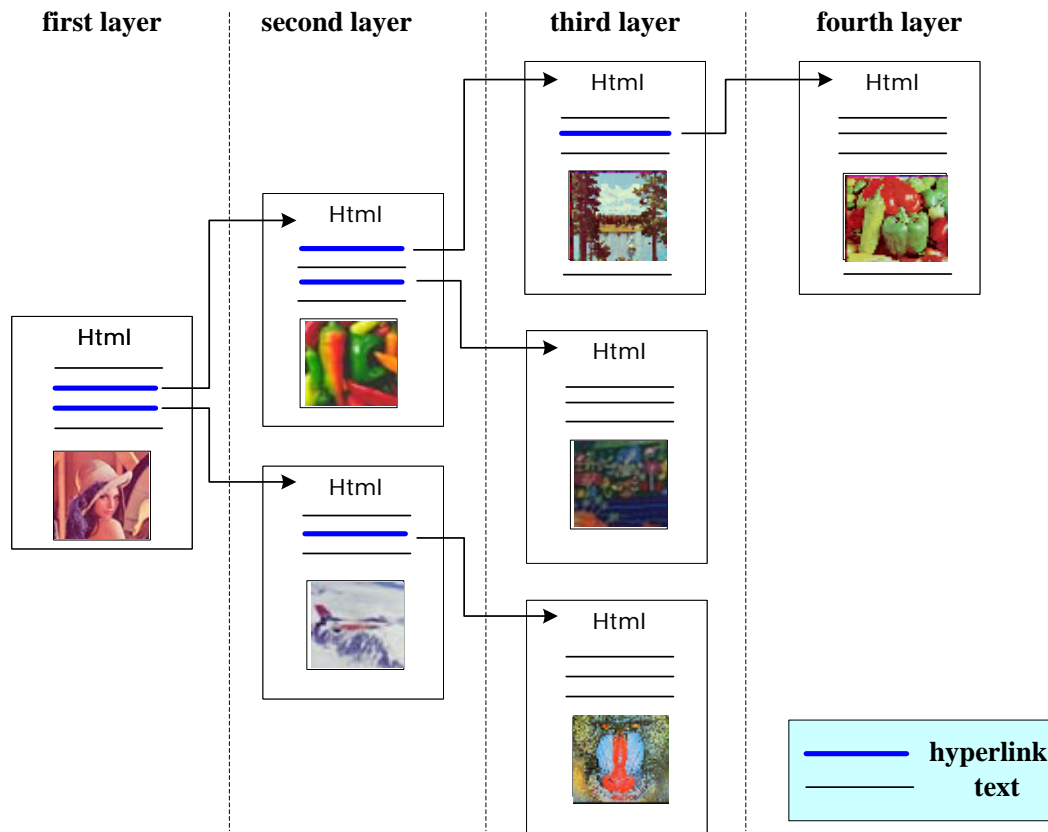 first layer
second layer
third layer
fourth layer
Html
Html
Html
Html
Html
Html
Html
hyperlink
text